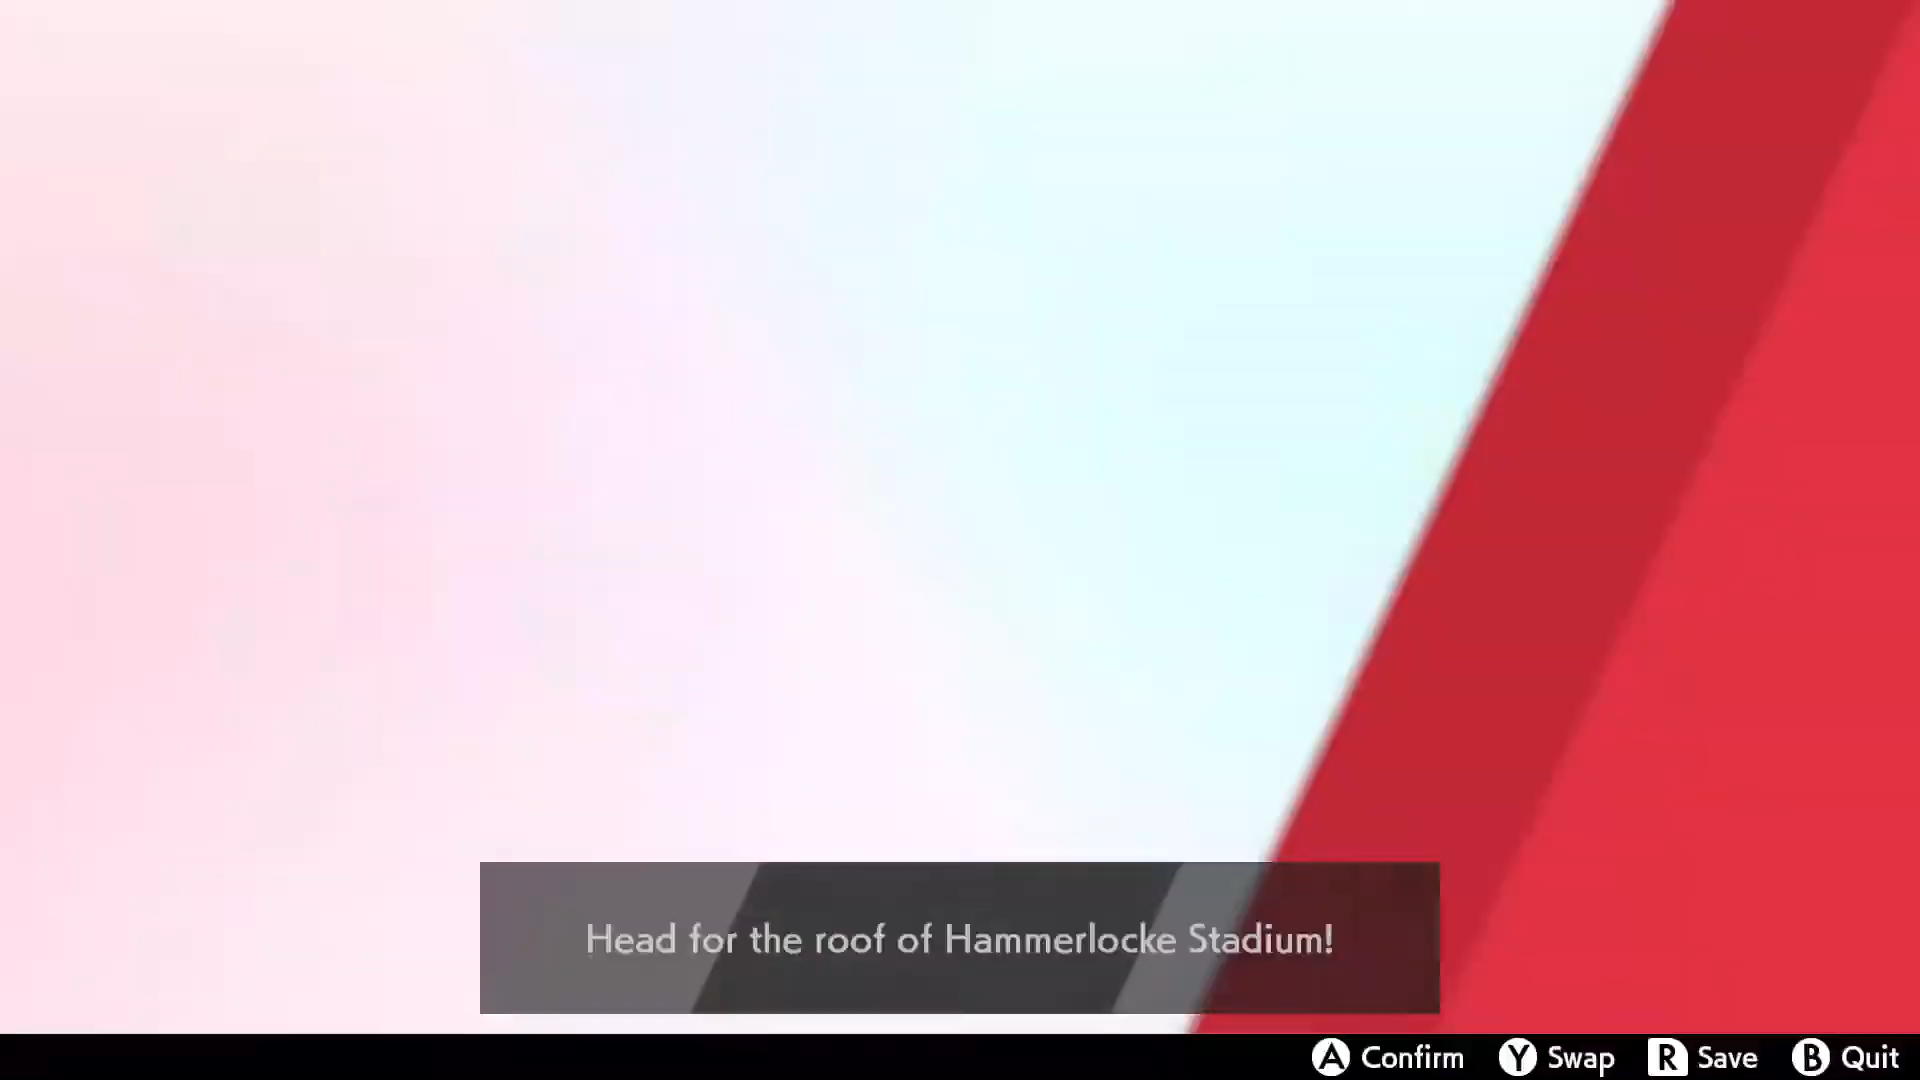 Head for the roof of Hammerlocke Stadium!
A Confirm Y Swap R Save B Quit